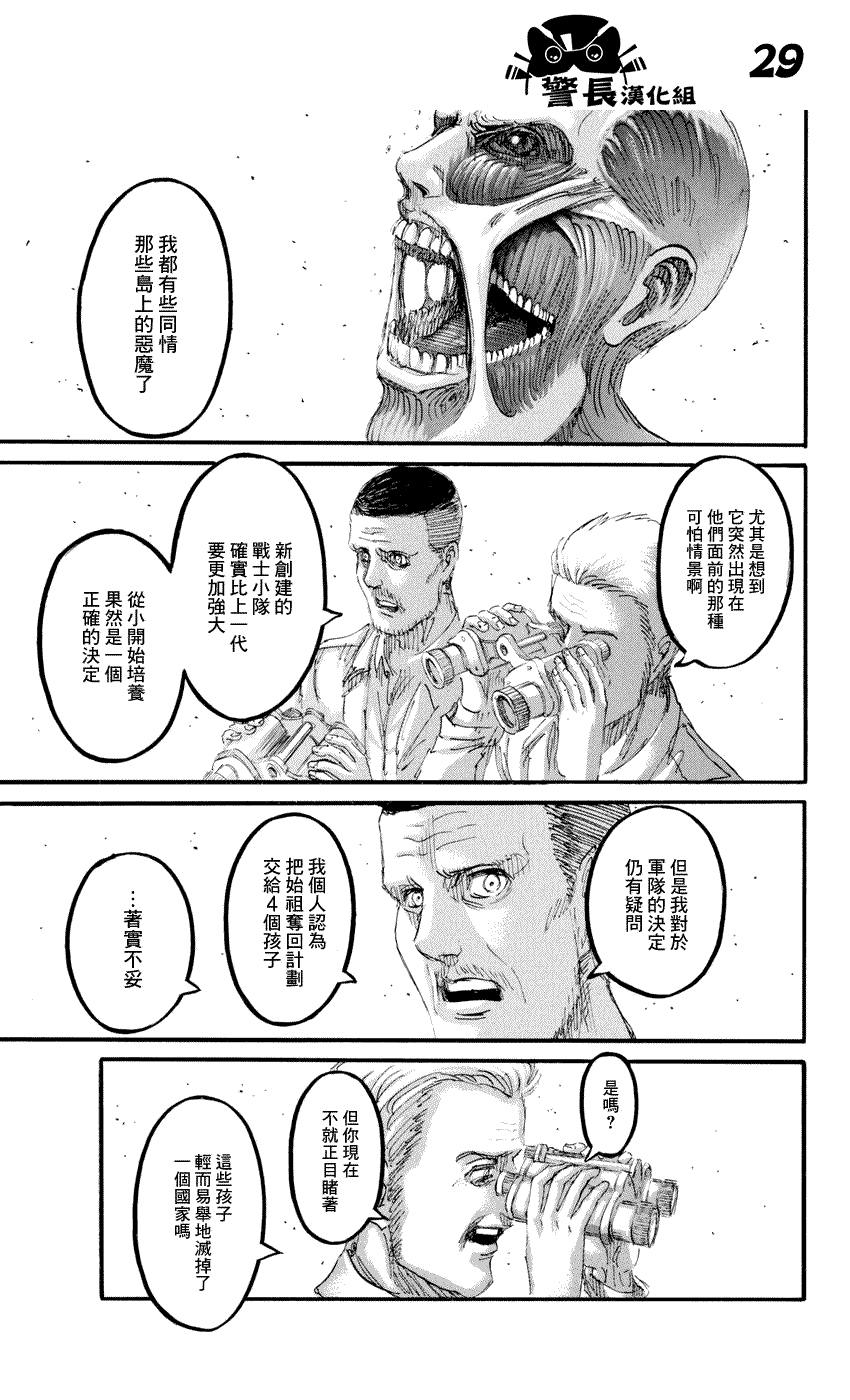 29
警長漢化組
我都有些同情
那些島上的惡魔了
尤其是想到
它突然出現在
他們面前的那種
可怕情景啊
新創建的
戰士小隊
確實比上一代
要更加強大
從小開始培養
果然是一個
正確的決定
但是我對於
軍隊的決定
仍有疑問
我個人認為
把始祖奪回計劃
交給4個孩子
…著實不妥
是嗎?
但你現在
不就正目睹著
這些孩子
輕而易舉地滅掉了
一個國家嗎